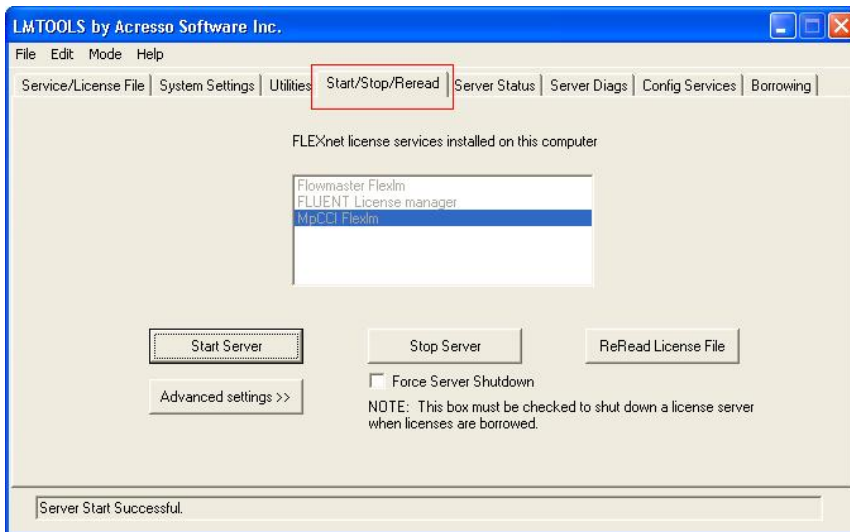 LMTOOLS by Acresso Software Inc.
File Edit Mode Help
Service/License File System Settings Utilities Start/Stop/Reread Server Status Server Diags Config Services Borrowing
FLEXnet license services installed on this computer
Flowmaster Flexlm
FLUENT License manager
MpCCI Flexlm
Start Server Stop Server ReRead License File
Advanced settings >> Force Server Shutdown
NOTE: This box must be checked to shut down a license server
when licenses are borrowed.
Server Start Successful.